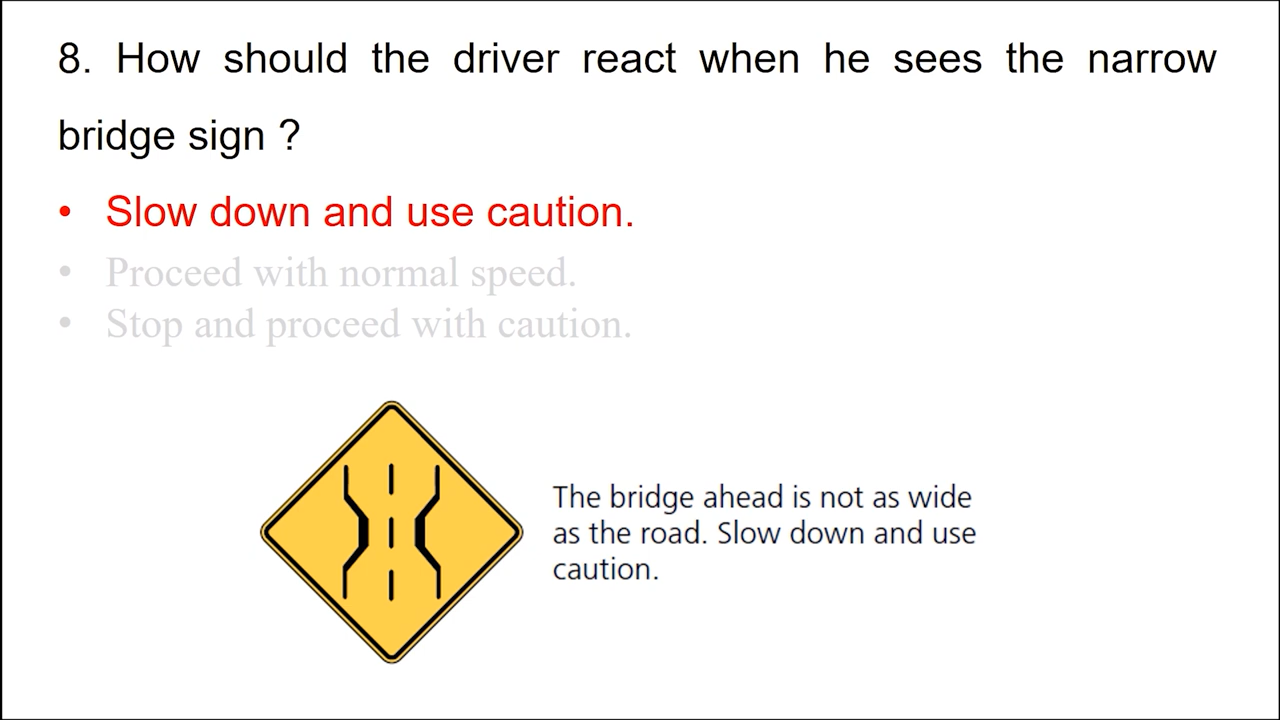 8. How should the driver react when he sees the narrow
bridge sign ?
• Slow down and use caution.
• Proceed with normal speed.
• Stop and proceed with caution.
The bridge ahead is not as wide
as the road. Slow down and use
caution.